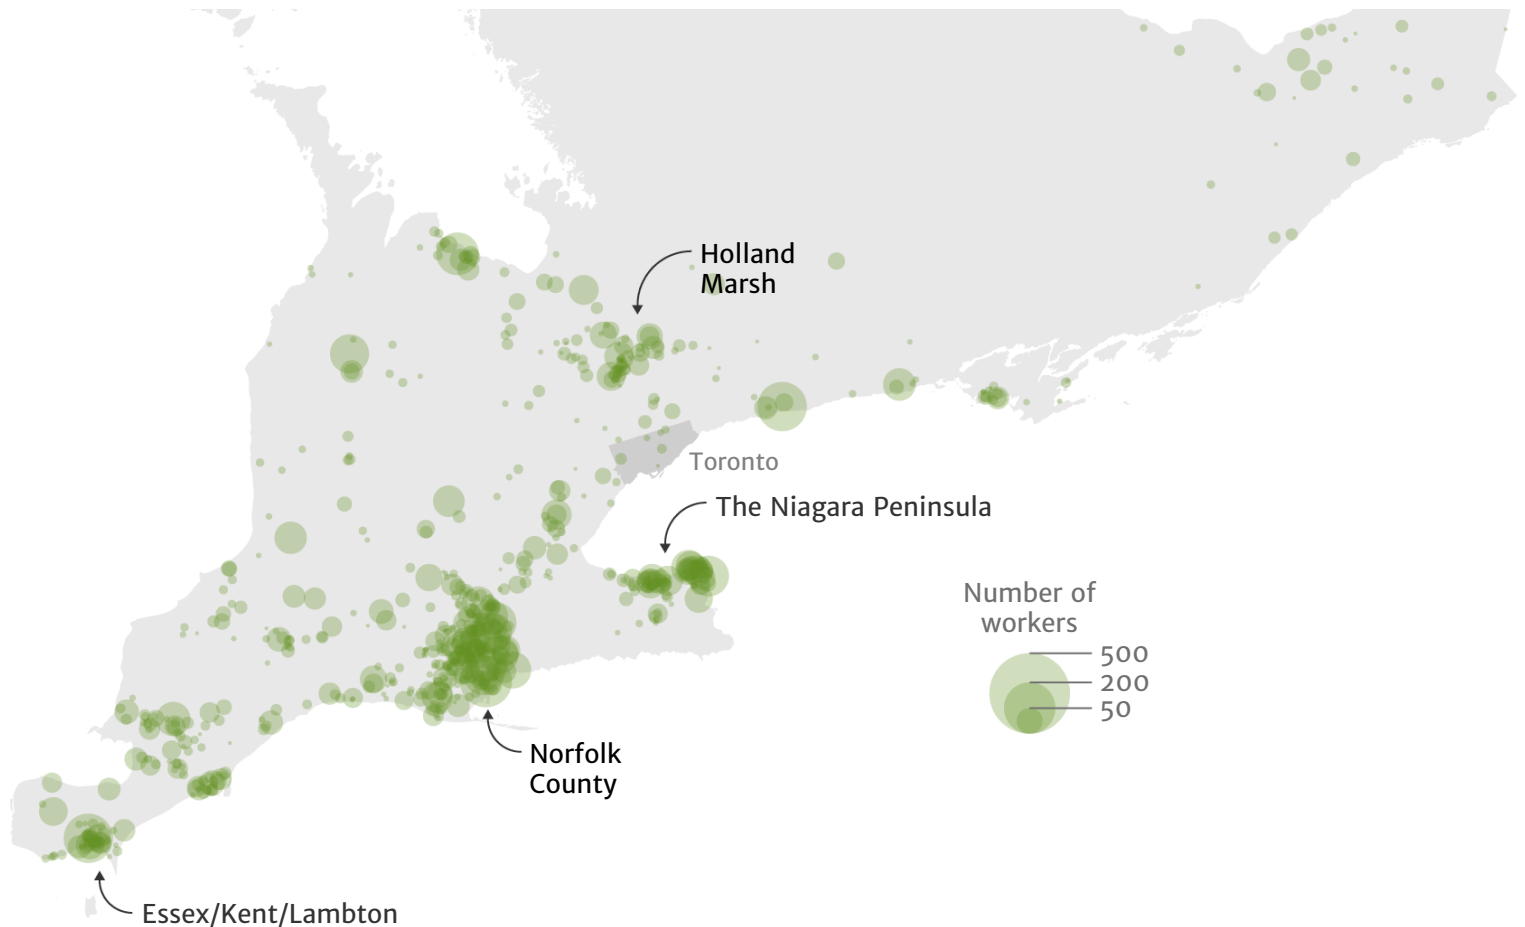 Holland
Marsh
Toronto
The Niagara Peninsula
Number of
workers
500
200
50
Norfolk
County
Essex/Kent/Lambton